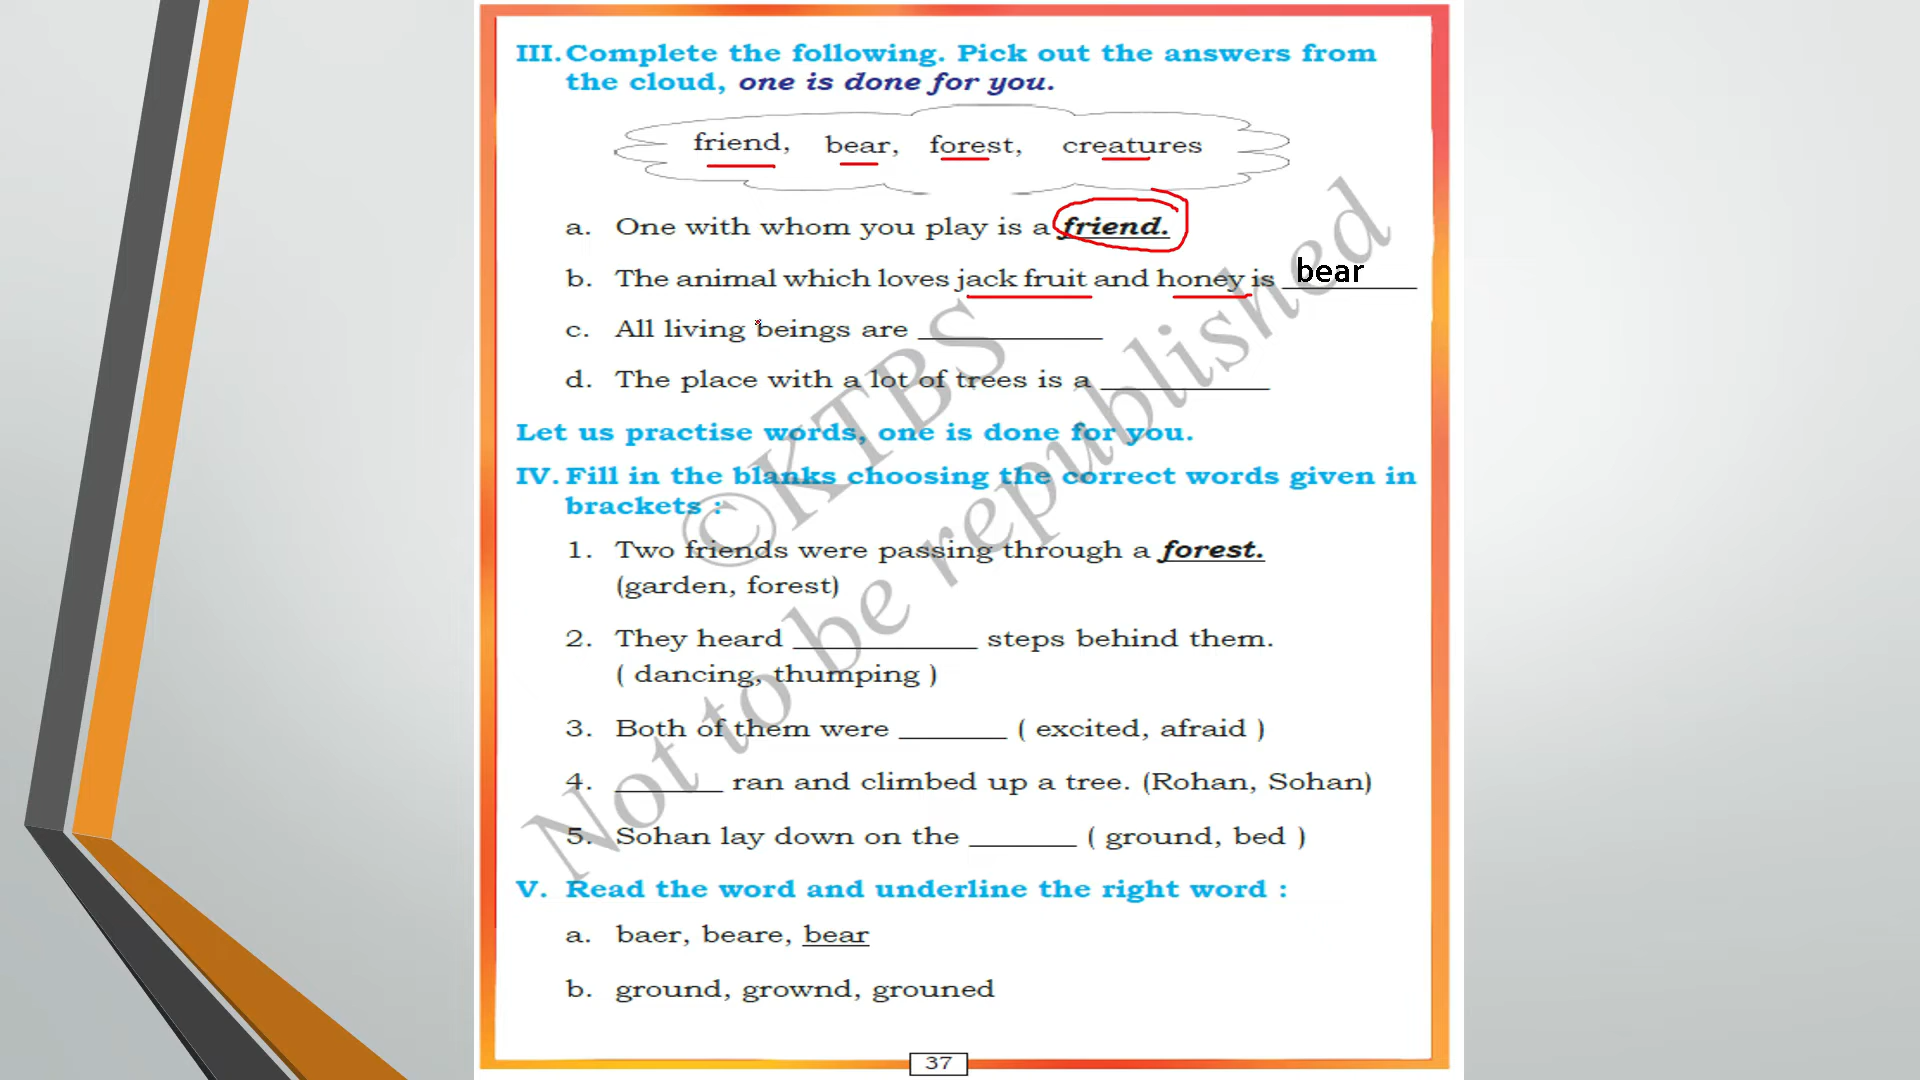 III. Complete the following. Pick out the answers from
the cloud, one is done for you.
friend, bear, forest, creatures
a. One with whom you play is a friend.
b. The animal which loves jack fruit and honey is bear
c. All living beings are ____________
d. The place with a lot of trees is a ____________
Let us practise words, one is done for you.
IV. Fill in the blanks choosing the correct words given in
brackets :
1. Two friends were passing through a forest.
(garden, forest)
2. They heard ____________ steps behind them.
( dancing, thumping )
3. Both of them were _______ ( excited, afraid )
4. _______ ran and climbed up a tree. (Rohan, Sohan)
5. Sohan lay down on the _______ ( ground, bed )
V. Read the word and underline the right word :
a. baer, beare, bear
b. ground, grownd, grouned
37
©KTBS
Not to be republished